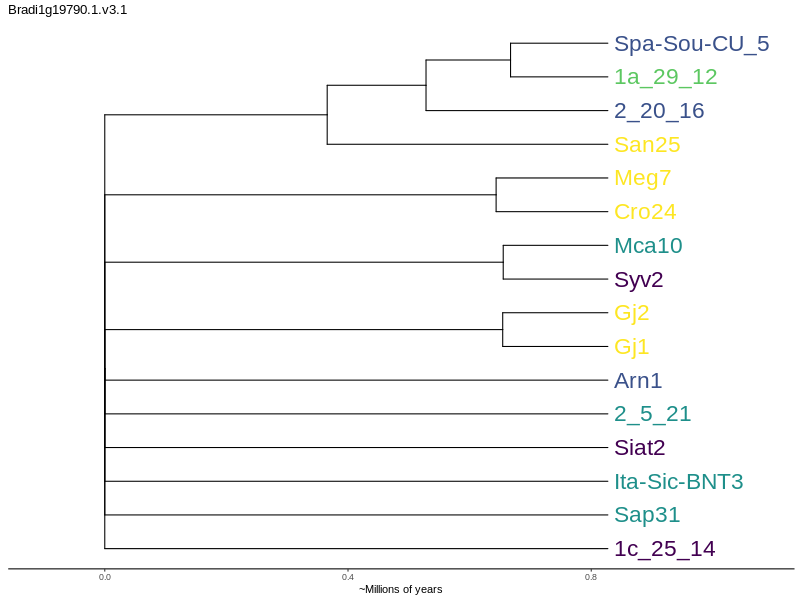 Bradi1g19790.1.v3.1
Spa-Sou-CU_5
1a_29_12
2_20_16
San25
Meg7
Cro24
Mca10
Syv2
Gj2
Gj1
Arn1
2_5_21
Siat2
Ita-Sic-BNT3
Sap31
1c_25_14
0.0 0.4 0.8
~Millions of years